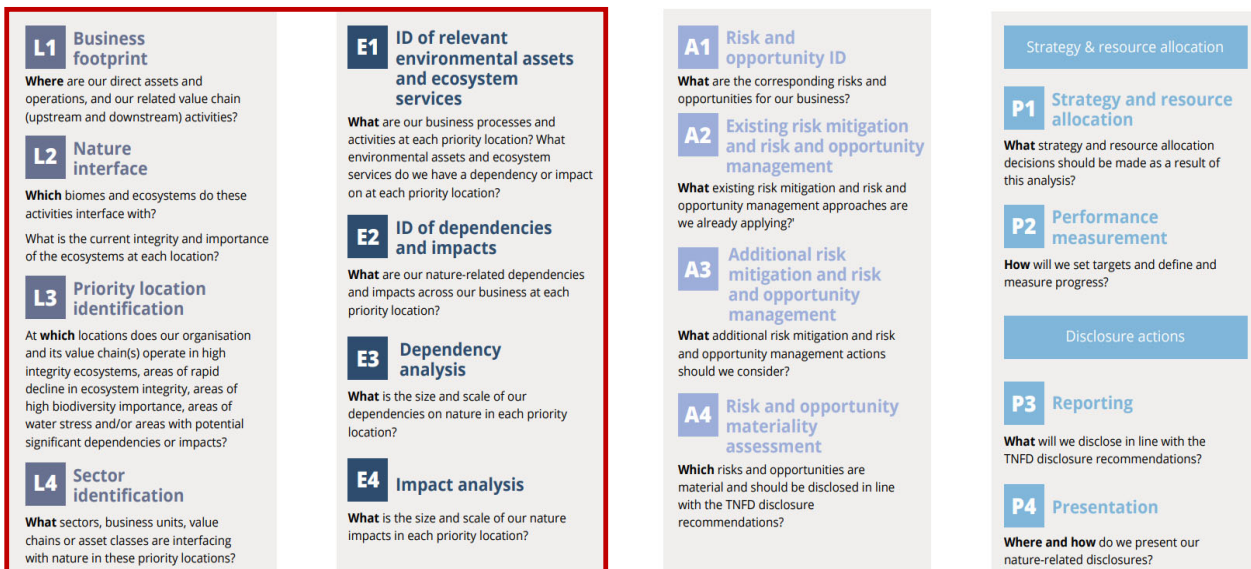 L1 Business
footprint
Where are our direct assets and
operations, and our related value chain
(upstream and downstream) activities?
L2 Nature
interface
Which biomes and ecosystems do these
activities interface with?
What is the current integrity and importance
of the ecosystems at each location?
L3 Priority location
identification
At which locations does our organisation
and its value chain(s) operate in high
integrity ecosystems, areas of rapid
decline in ecosystem integrity, areas of
high biodiversity importance, areas of
water stress and/or areas with potential
significant dependencies or impacts?
L4 Sector
identification
What sectors, business units, value
chains or asset classes are interfacing
with nature in these priority locations?
E1 ID of relevant
environmental assets
and ecosystem
services
What are our business processes and
activities at each priority location? What
environmental assets and ecosystem
services do we have a dependency or impact
on at each priority location?
E2 ID of dependencies
and impacts
What are our nature-related dependencies
and impacts across our business at each
priority location?
E3 Dependency
analysis
What is the size and scale of our
dependencies on nature in each priority
location?
E4 Impact analysis
What is the size and scale of our nature
impacts in each priority location?
A1 Risk and
opportunity ID
What are the corresponding risks and
opportunities for our business?
A2 Existing risk mitigation
and risk and opportunity
management
What existing risk mitigation and risk and
opportunity management approaches are
we already applying?'
A3 Additional risk
mitigation and risk
and opportunity
management
What additional risk mitigation and risk
and opportunity management actions
should we consider?
A4 Risk and opportunity
materiality
assessment
Which risks and opportunities are
material and should be disclosed in line
with the TNFD disclosure
recommendations?
Strategy & resource allocation
P1 Strategy and resource
allocation
What strategy and resource allocation
decisions should be made as a result of
this analysis?
P2 Performance
measurement
How will we set targets and define and
measure progress?
Disclosure actions
P3 Reporting
What will we disclose in line with the
TNFD disclosure recommendations?
P4 Presentation
Where and how do we present our
nature-related disclosures?